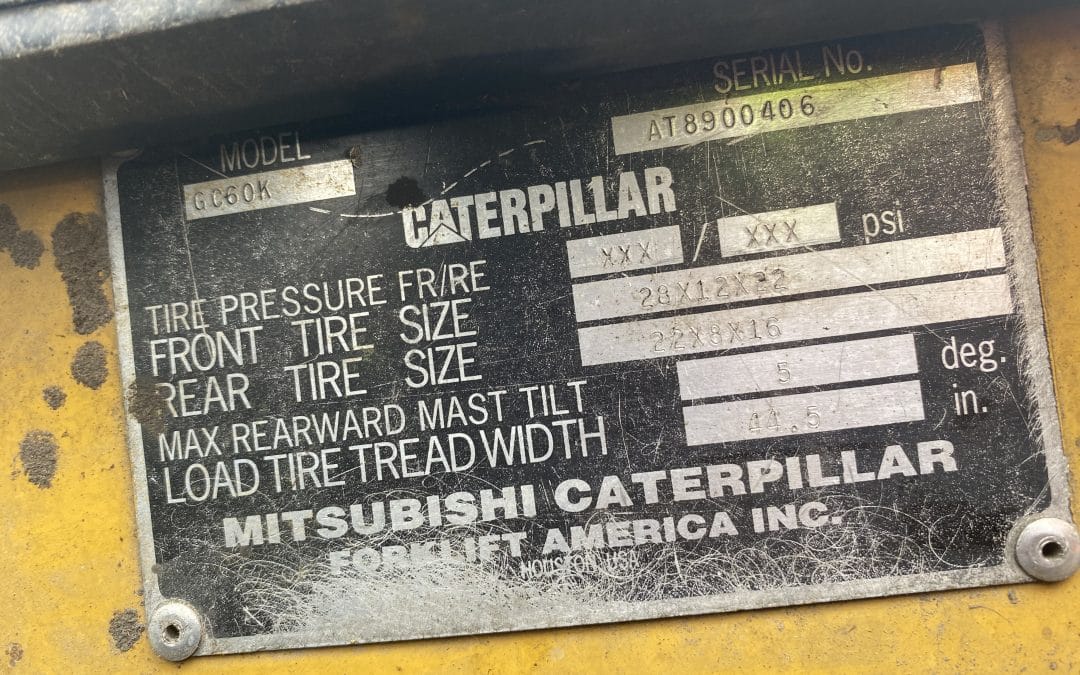 SERIAL No.
AT8900406
MODEL
GC60K
CATERPILLAR
TIRE PRESSURE FR/RE XXX / XXX psi
FRONT TIRE SIZE 28X12X22
REAR TIRE SIZE 22X8X16
MAX REARWARD MAST TILT 5 deg.
LOAD TIRE TREAD WIDTH 44.5 in.
MITSUBISHI CATERPILLAR
FORKLIFT AMERICA INC.
HOUSTON, USA